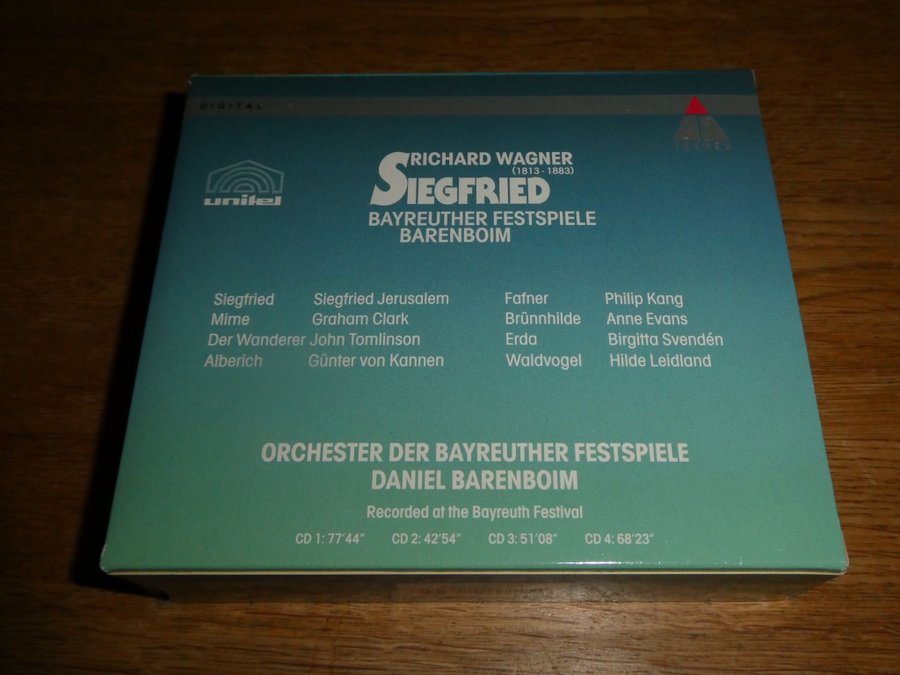 DIGITAL
TELDEC
unitel
RICHARD WAGNER
(1813-1883)
SIEGFRIED
BAYREUTHER FESTSPIELE
BARENBOIM
Siegfried Siegfried Jerusalem Fafner Philip Kang
Mime Graham Clark Brünnhilde Anne Evans
Der Wanderer John Tomlinson Erda Birgitta Svendén
Alberich Günter von Kannen Waldvogel Hilde Leidland
ORCHESTER DER BAYREUTHER FESTSPIELE
DANIEL BARENBOIM
Recorded at the Bayreuth Festival
CD 1: 77'44" CD 2: 42'54" CD 3: 51'08" CD 4: 68'23"